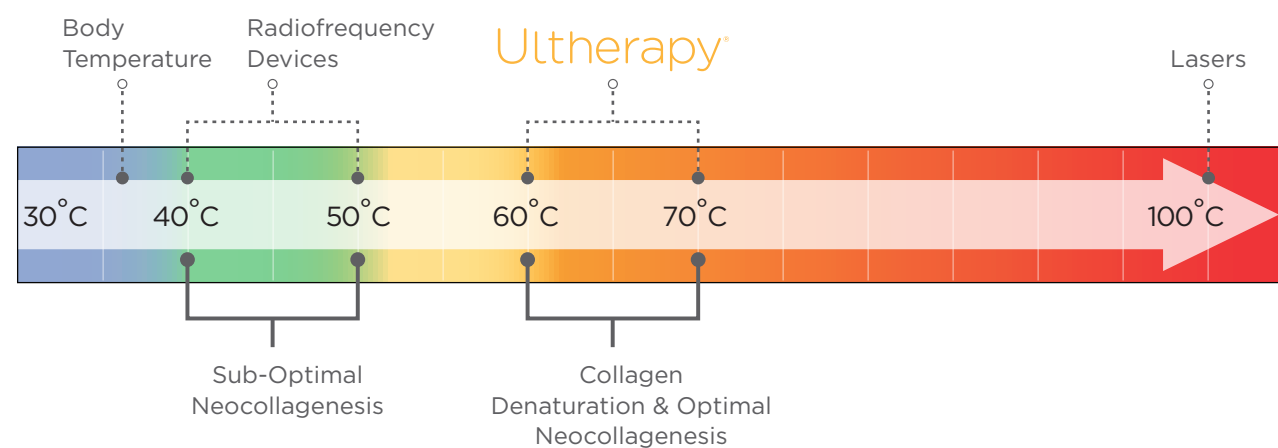 Body
Temperature
Radiofrequency
Devices
Ultherapy®
Lasers
30°C 40°C 50°C 60°C 70°C 100°C
Sub-Optimal
Neocollagenesis
Collagen
Denaturation & Optimal
Neocollagenesis